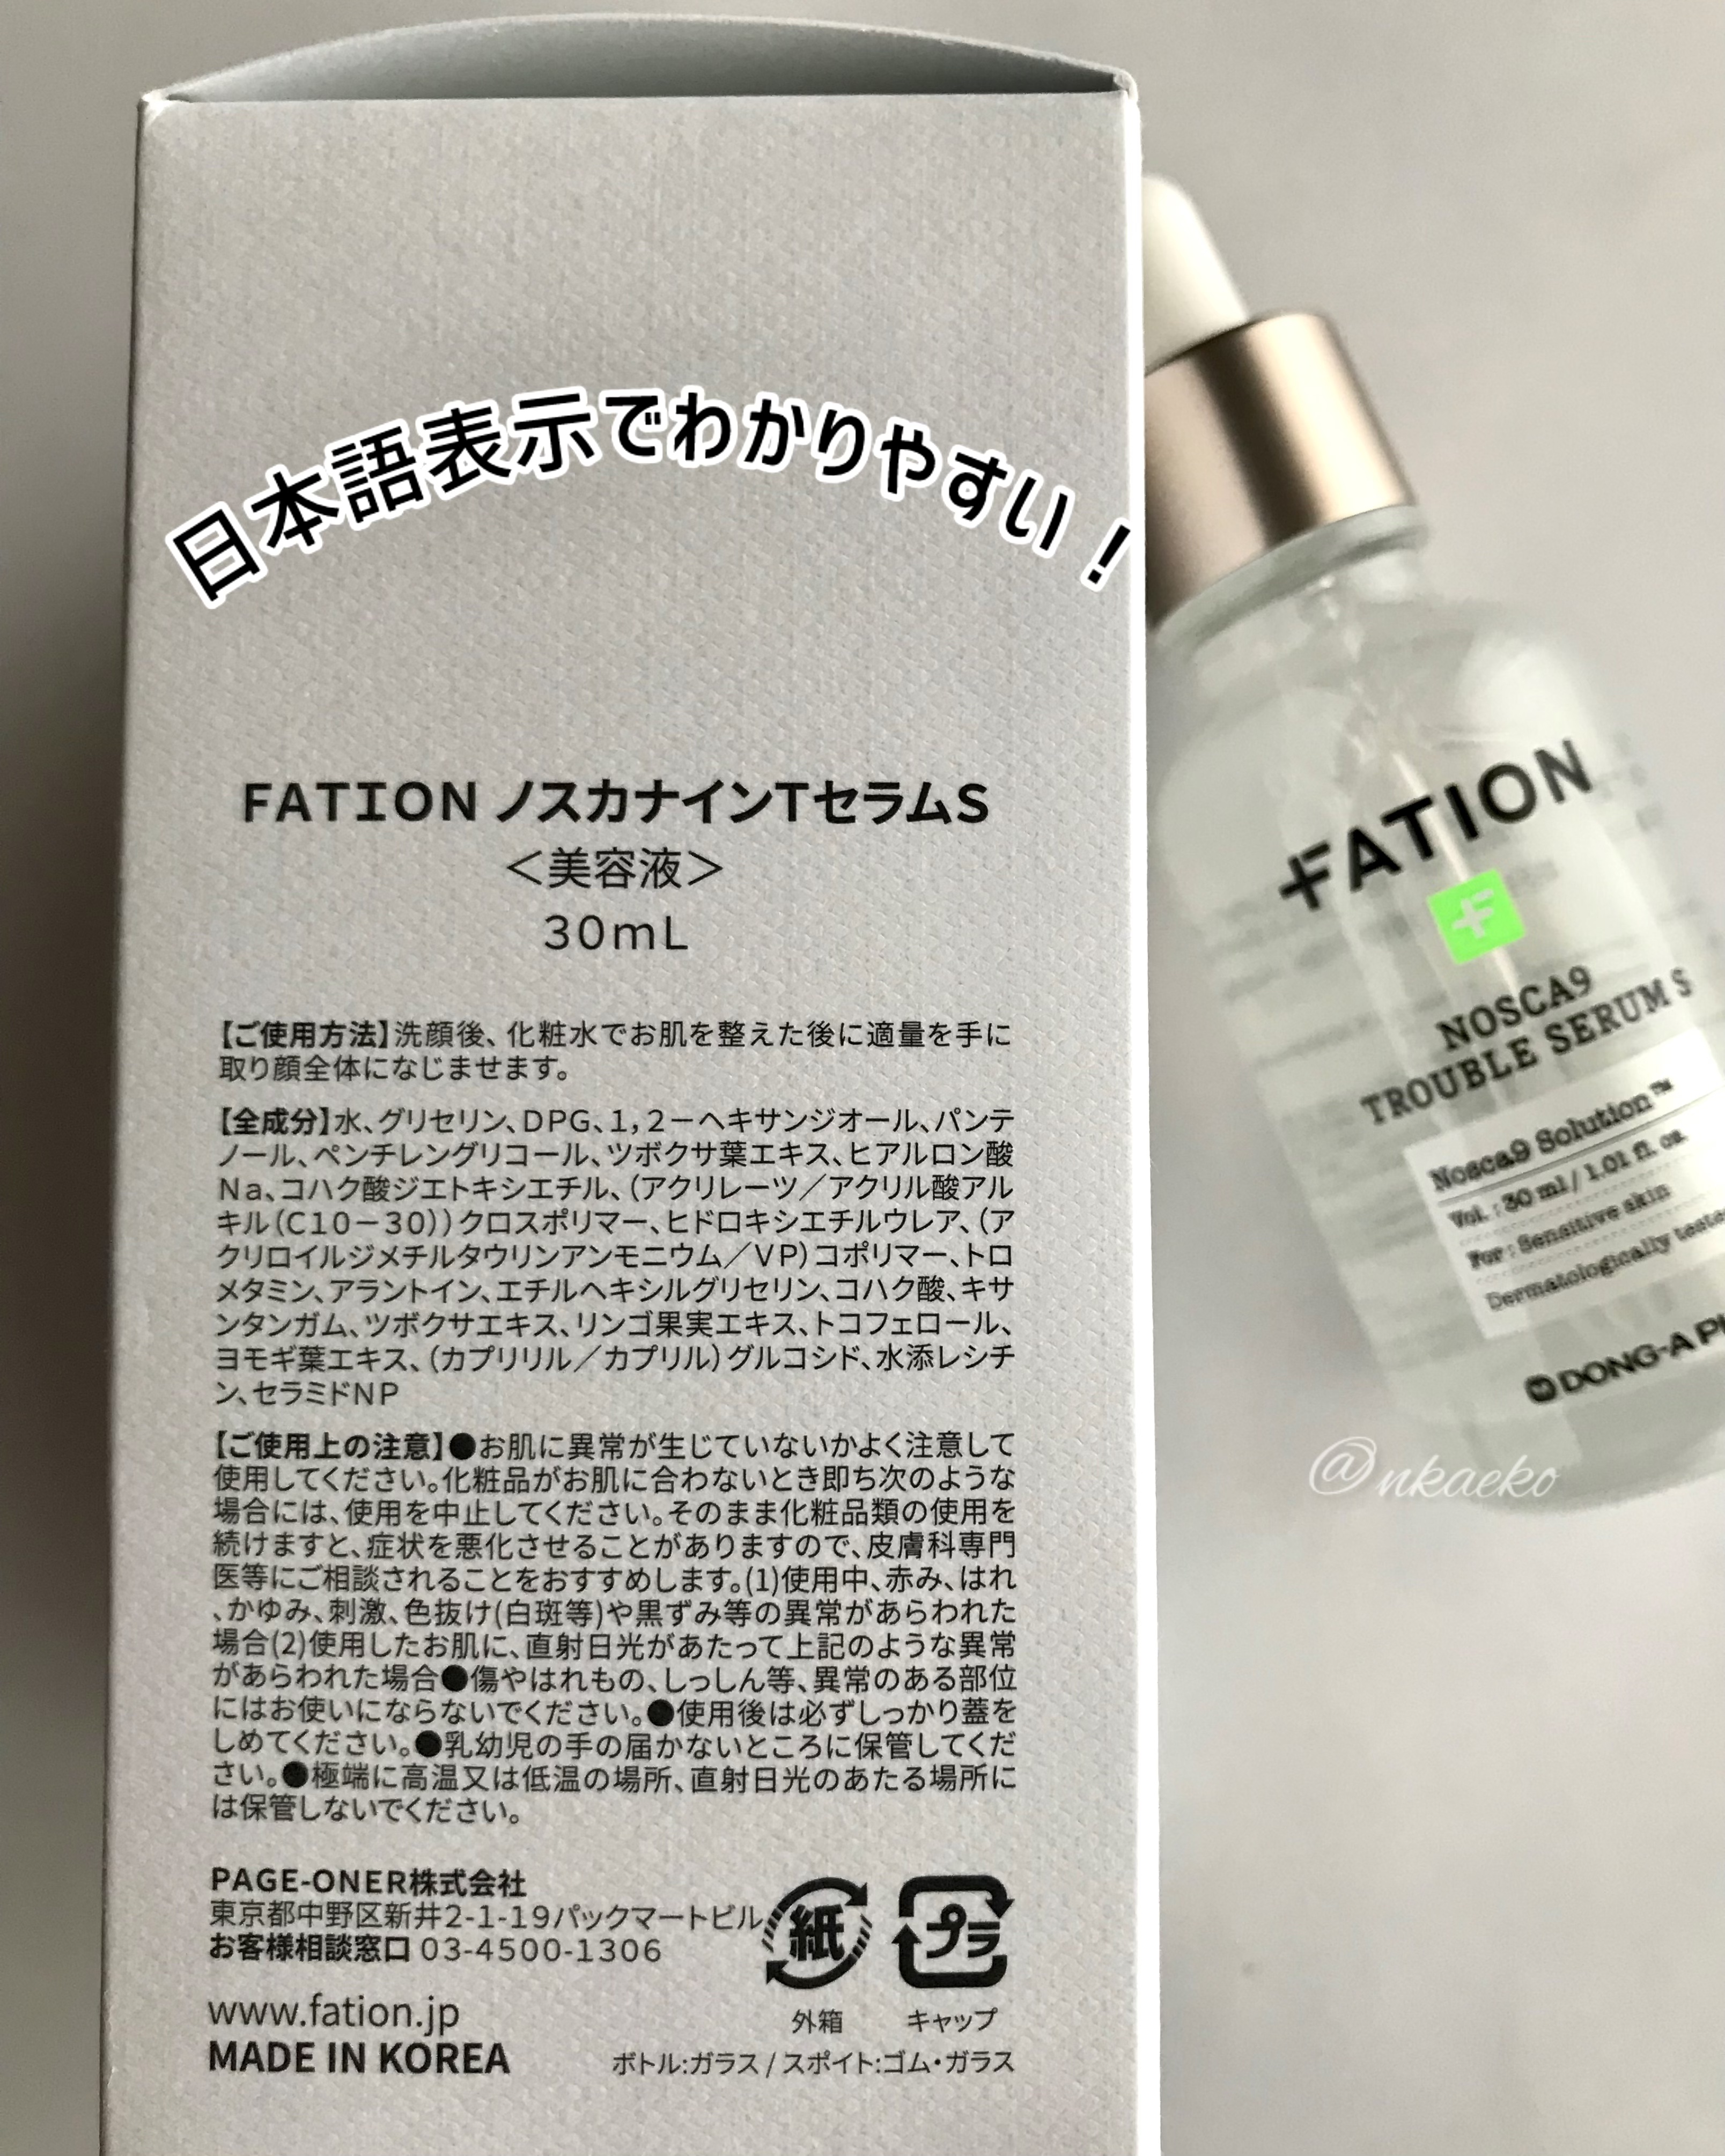 日本語表示でわかりやすい！
FATION ノスカナインTセラムS
＜美容液＞
30mL
【ご使用方法】洗顔後、化粧水でお肌を整えた後に適量を手に
取り顔全体になじませます。
【全成分】水、グリセリン、DPG、1，2－ヘキサンジオール、パンテ
ノール、ペンチレングリコール、ツボクサ葉エキス、ヒアルロン酸
Na、コハク酸ジエトキシエチル、（アクリレーツ／アクリル酸アル
キル（C10－30））クロスポリマー、ヒドロキシエチルウレア、（ア
クリロイルジメチルタウリンアンモニウム／VP）コポリマー、トロ
メタミン、アラントイン、エチルヘキシルグリセリン、コハク酸、キサ
ンタンガム、ツボクサエキス、リンゴ果実エキス、トコフェロール、
ヨモギ葉エキス、（カプリリル／カプリル）グルコシド、水添レシチ
ン、セラミドNP
【ご使用上の注意】●お肌に異常が生じていないかよく注意して
使用してください。化粧品がお肌に合わないとき即ち次のような
場合には、使用を中止してください。そのまま化粧品類の使用を
続けますと、症状を悪化させることがありますので、皮膚科専門
医等にご相談されることをおすすめします。(1)使用中、赤み、はれ
、かゆみ、刺激、色抜け(白斑等)や黒ずみ等の異常があらわれた
場合(2)使用したお肌に、直射日光があたって上記のような異常
があらわれた場合●傷やはれもの、しっしん等、異常のある部位
にはお使いにならないでください。●使用後は必ずしっかり蓋を
しめてください。●乳幼児の手の届かないところに保管してくだ
さい。●極端に高温又は低温の場所、直射日光のあたる場所に
は保管しないでください。
PAGE-ONER株式会社
東京都中野区新井2-1-19パックマートビル
お客様相談窓口 03-4500-1306
www.fation.jp
MADE IN KOREA
紙
外箱
プラ
キャップ
ボトル:ガラス / スポイト:ゴム・ガラス
FATION
NOSCA9
TROUBLE SERUM S
Nosca9 Solution™
Vol. : 30 ml / 1.01 fl. oz.
For : Sensitive skin
Dermatologically teste
DONG-A P
@nkaeko